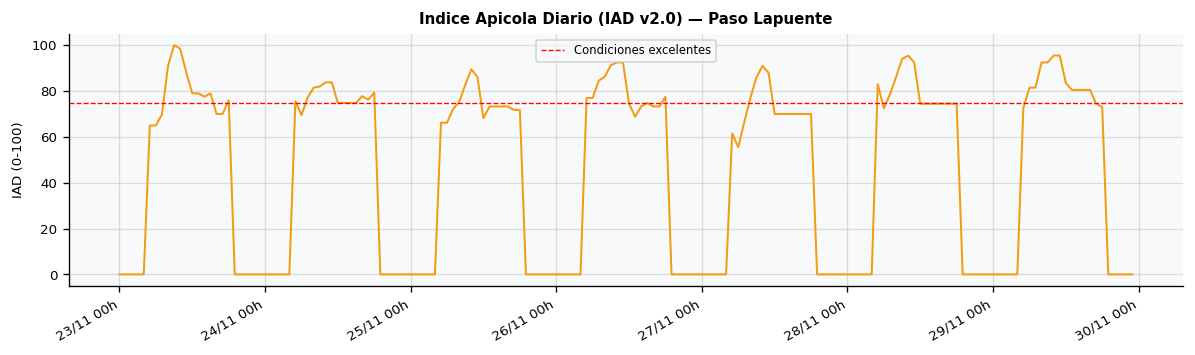 Indice Apicola Diario (IAD v2.0) — Paso Lapuente
Condiciones excelentes
IAD (0-100)
100
80
60
40
20
0
23/11 00h
24/11 00h
25/11 00h
26/11 00h
27/11 00h
28/11 00h
29/11 00h
30/11 00h